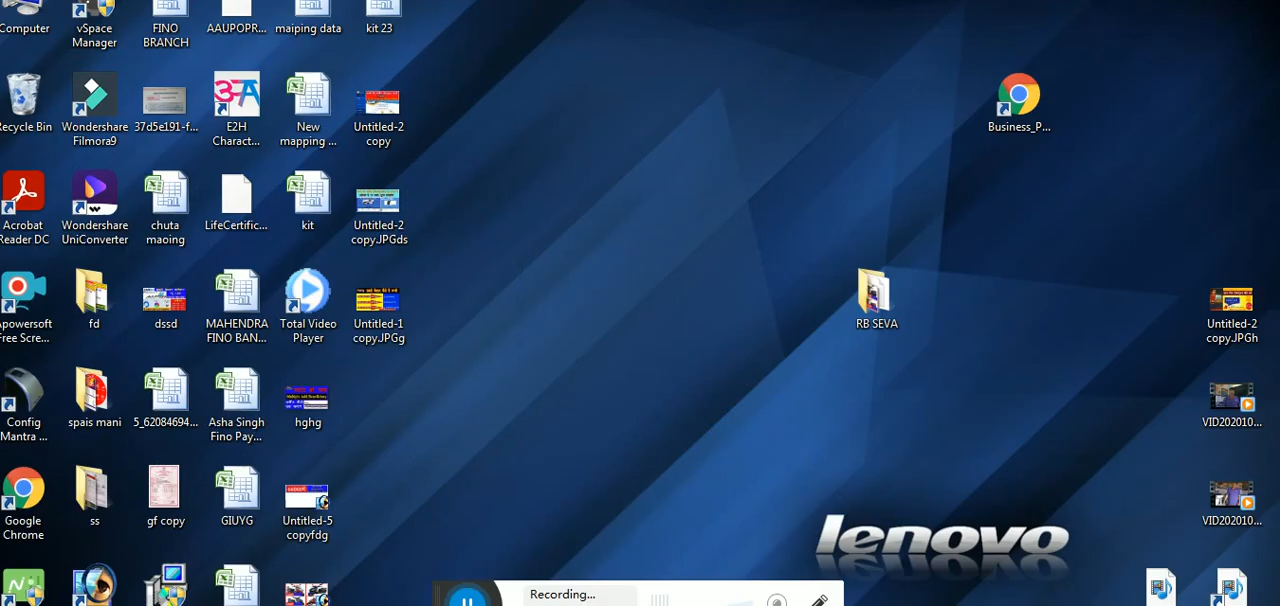 Computer
vSpace
Manager
FINO
BRANCH
AAUPOPR...
maiping data
kit 23
Recycle Bin
Wondershare
Filmora9
37d5e191-f...
E2H
Charact...
New
mapping ...
Untitled-2
copy
Business_P...
Acrobat
Reader DC
Wondershare
UniConverter
chuta
maoing
LifeCertific...
kit
Untitled-2
copy.JPGds
Apowersoft
Free Scre...
fd
dssd
MAHENDRA
FINO BAN...
Total Video
Player
Untitled-1
copy.JPGg
RB SEVA
Untitled-2
copy.JPGh
Config
Mantra ...
spais mani
5_62084694...
Asha Singh
Fino Pay...
hghg
VID202010...
Google
Chrome
ss
gf copy
GIUYG
Untitled-5
copyfdg
VID202010...
lenovo
Recording...